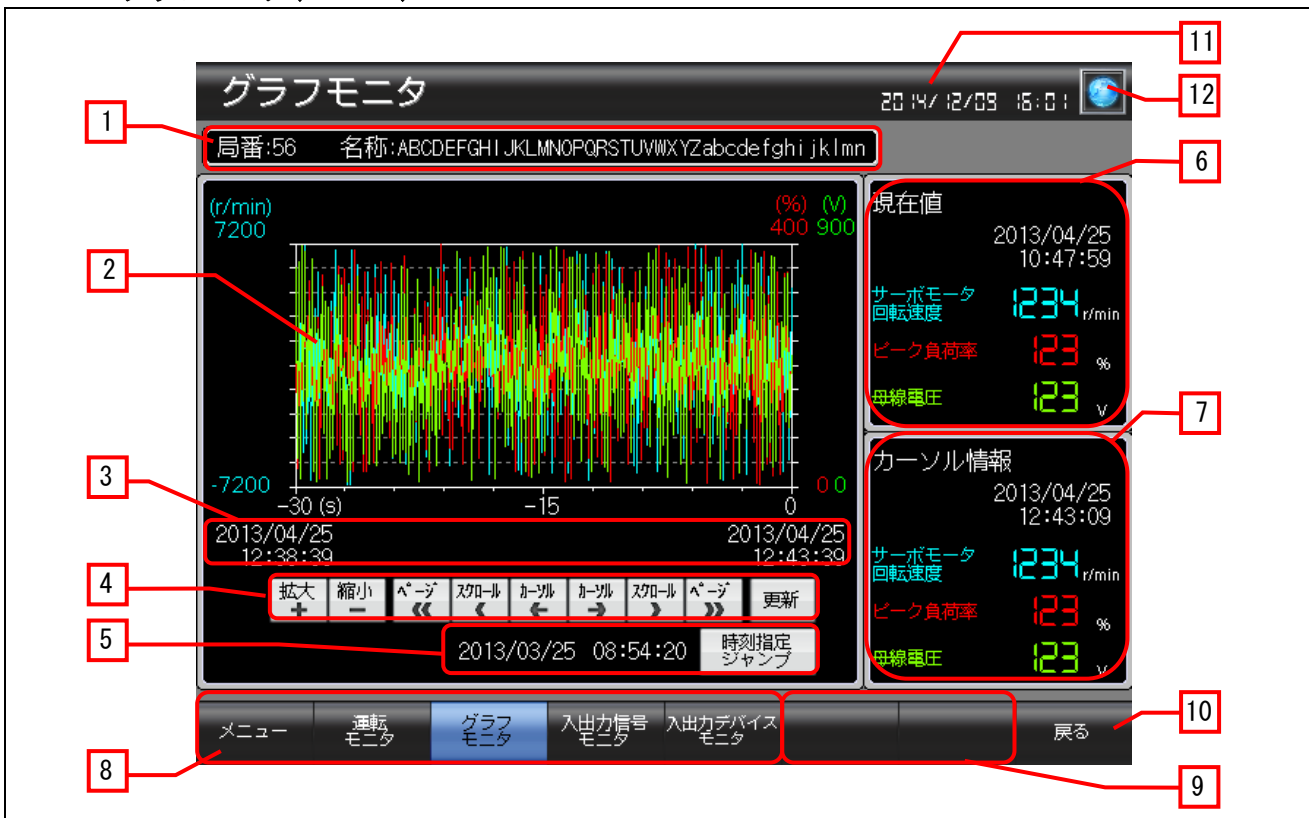 11
グラフモニタ
2014/12/09 16:01
12
1
局番:56 名称:ABCDEFGHIJKLMNOPQRSTUVWXYZabcdefghijklmn
6
(r/min)
7200
(%) (V)
400 900
2
-7200
0 0
-30 (s) -15 0
3
2013/04/25
12:38:39
2013/04/25
12:43:39
4
拡大
+
縮小
-
ページ
《
スクロール
〈
カーソル
←
カーソル
→
スクロール
〉
ページ
》
更新
5
2013/03/25 08:54:20
時刻指定
ジャンプ
現在値
2013/04/25
10:47:59
サーボモータ
回転速度 1234 r/min
ピーク負荷率 123 %
母線電圧 123 V
7
カーソル情報
2013/04/25
12:43:09
サーボモータ
回転速度 1234 r/min
ピーク負荷率 123 %
母線電圧 123 V
メニュー
運転
モニタ
グラフ
モニタ
入出力信号
モニタ
入出力デバイス
モニタ
戻る
10
8
9